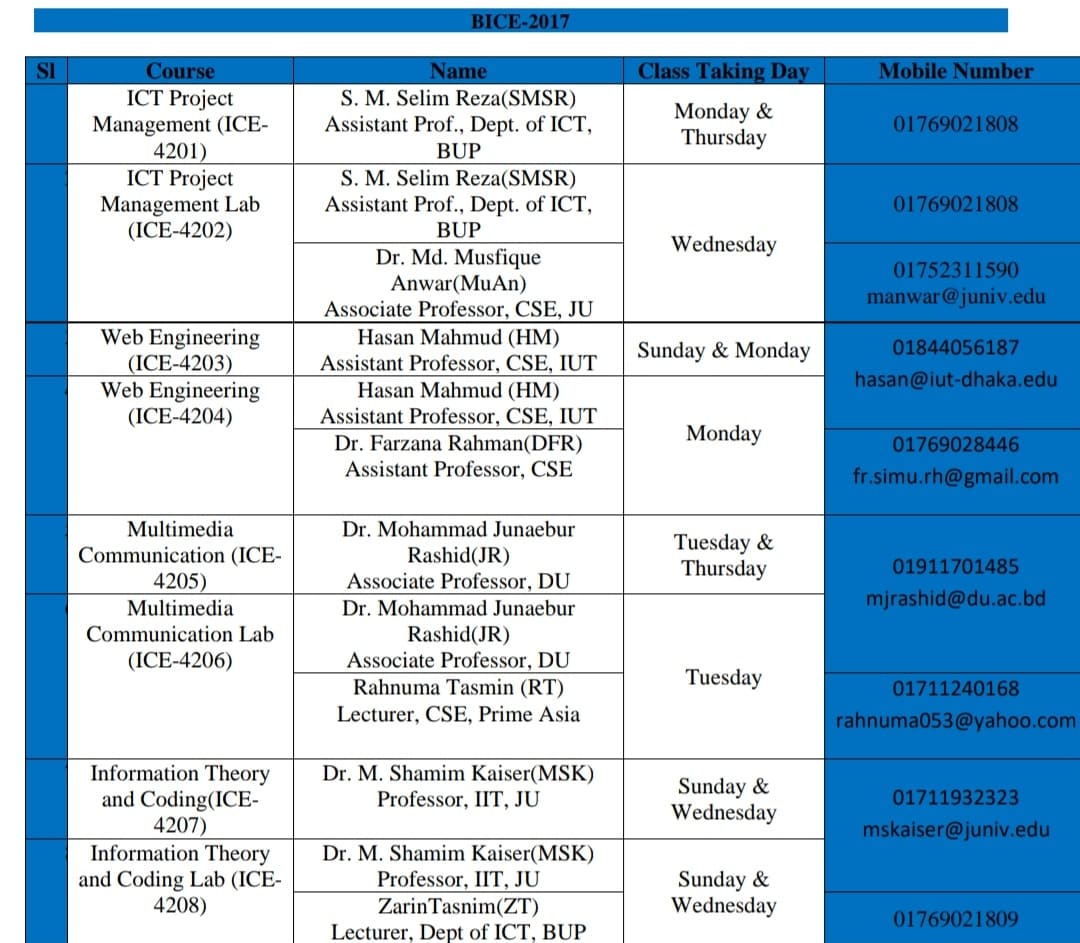 BICE-2017
Sl Course Name Class Taking Day Mobile Number
ICT Project
Management (ICE-
4201)
S. M. Selim Reza(SMSR)
Assistant Prof., Dept. of ICT,
BUP
Monday &
Thursday
01769021808
ICT Project
Management Lab
(ICE-4202)
S. M. Selim Reza(SMSR)
Assistant Prof., Dept. of ICT,
BUP
Wednesday
01769021808
Dr. Md. Musfique
Anwar(MuAn)
Associate Professor, CSE, JU
01752311590
manwar@juniv.edu
Web Engineering
(ICE-4203)
Hasan Mahmud (HM)
Assistant Professor, CSE, IUT
Sunday & Monday
01844056187
hasan@iut-dhaka.edu
Web Engineering
(ICE-4204)
Hasan Mahmud (HM)
Assistant Professor, CSE, IUT
Monday
Dr. Farzana Rahman(DFR)
Assistant Professor, CSE
01769028446
fr.simu.rh@gmail.com
Multimedia
Communication (ICE-
4205)
Dr. Mohammad Junaebur
Rashid(JR)
Associate Professor, DU
Tuesday &
Thursday
01911701485
mjrashid@du.ac.bd
Multimedia
Communication Lab
(ICE-4206)
Dr. Mohammad Junaebur
Rashid(JR)
Associate Professor, DU
Tuesday
Rahnuma Tasmin (RT)
Lecturer, CSE, Prime Asia
01711240168
rahnuma053@yahoo.com
Information Theory
and Coding(ICE-
4207)
Dr. M. Shamim Kaiser(MSK)
Professor, IIT, JU
Sunday &
Wednesday
01711932323
mskaiser@juniv.edu
Information Theory
and Coding Lab (ICE-
4208)
Dr. M. Shamim Kaiser(MSK)
Professor, IIT, JU
Sunday &
Wednesday
ZarinTasnim(ZT)
Lecturer, Dept of ICT, BUP
01769021809